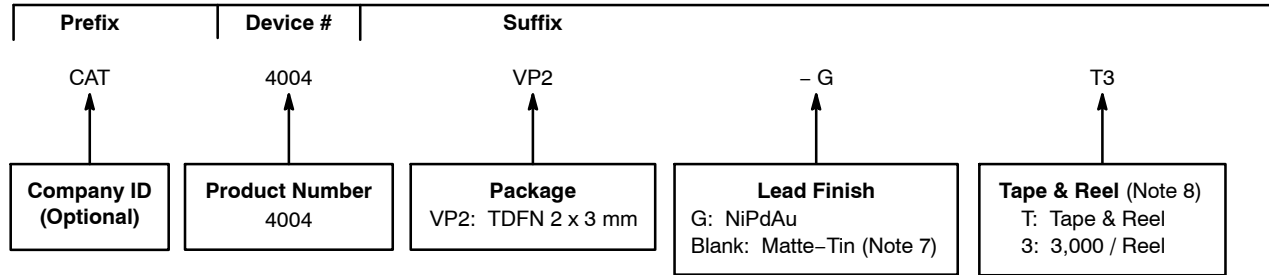 Prefix Device # Suffix
CAT 4004 VP2 – G T3
Company ID
(Optional)
Product Number
4004
Package
VP2: TDFN 2 x 3 mm
Lead Finish
G: NiPdAu
Blank: Matte−Tin (Note 7)
Tape & Reel (Note 8)
T: Tape & Reel
3: 3,000 / Reel